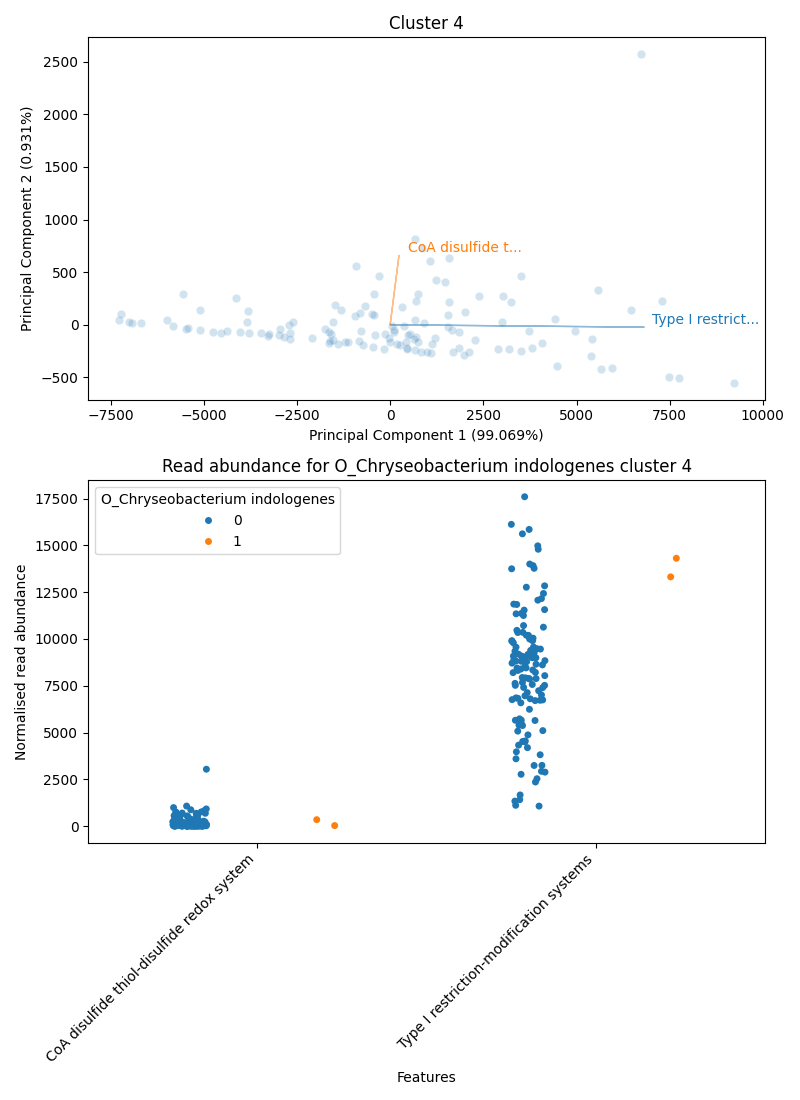 Cluster 4
2500
2000
1500
1000
500
0
−500
Principal Component 2 (0.931%)
CoA disulfide t...
Type I restrict...
−7500
−5000
−2500
0
2500
5000
7500
10000
Principal Component 1 (99.069%)
Read abundance for O_Chryseobacterium indologenes cluster 4
17500
15000
12500
10000
7500
5000
2500
0
Normalised read abundance
O_Chryseobacterium indologenes
0
1
CoA disulfide thiol-disulfide redox system
Type I restriction-modification systems
Features